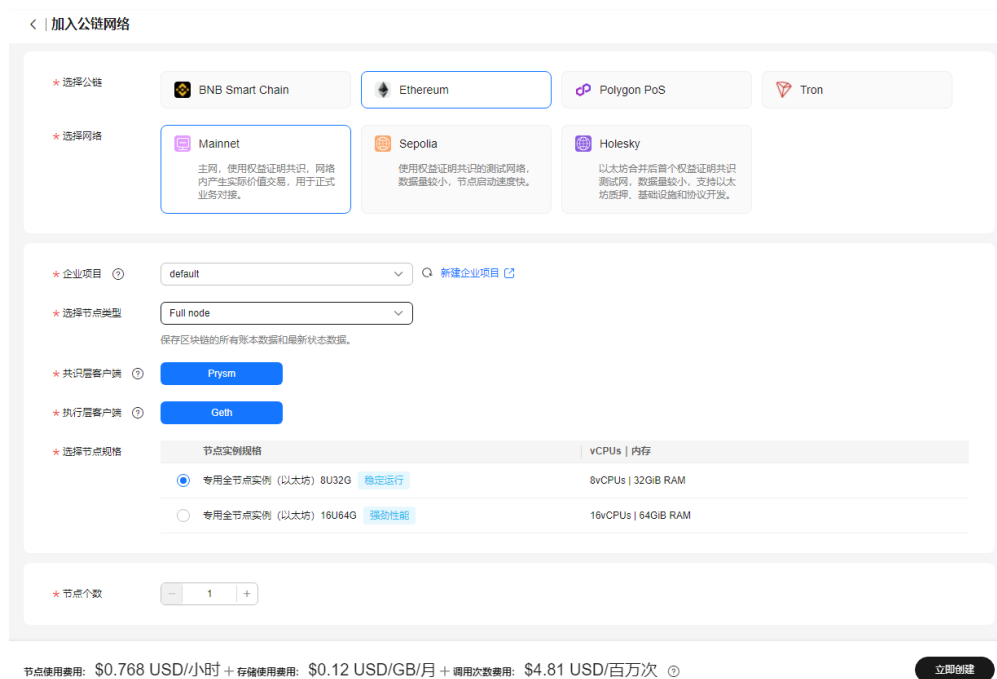 加入公链网络
* 选择公链
BNB Smart Chain
Ethereum
Polygon PoS
Tron
* 选择网络
Mainnet
主网，使用权益证明共识，网络
内产生实际价值交易，用于正式
业务对接。
Sepolia
使用权益证明共识的测试网络，
数据量较小，节点启动速度快。
Holesky
以太坊合并后首个权益证明共识
测试网，数据量较小，支持以太
坊质押、基础设施和协议开发。
* 企业项目 ?
default
新建企业项目
* 选择节点类型
Full node
保存区块链的所有账本数据和最新状态数据。
* 共识层客户端 ?
Prysm
* 执行层客户端 ?
Geth
* 选择节点规格
节点实例规格
vCPUs | 内存
专用全节点实例（以太坊）8U32G 稳定运行
8vCPUs | 32GiB RAM
专用全节点实例（以太坊）16U64G 强劲性能
16vCPUs | 64GiB RAM
* 节点个数
− 1 +
节点使用费用: $0.768 USD/小时 + 存储使用费用: $0.12 USD/GB/月 + 调用次数费用: $4.81 USD/百万次 ?
立即创建